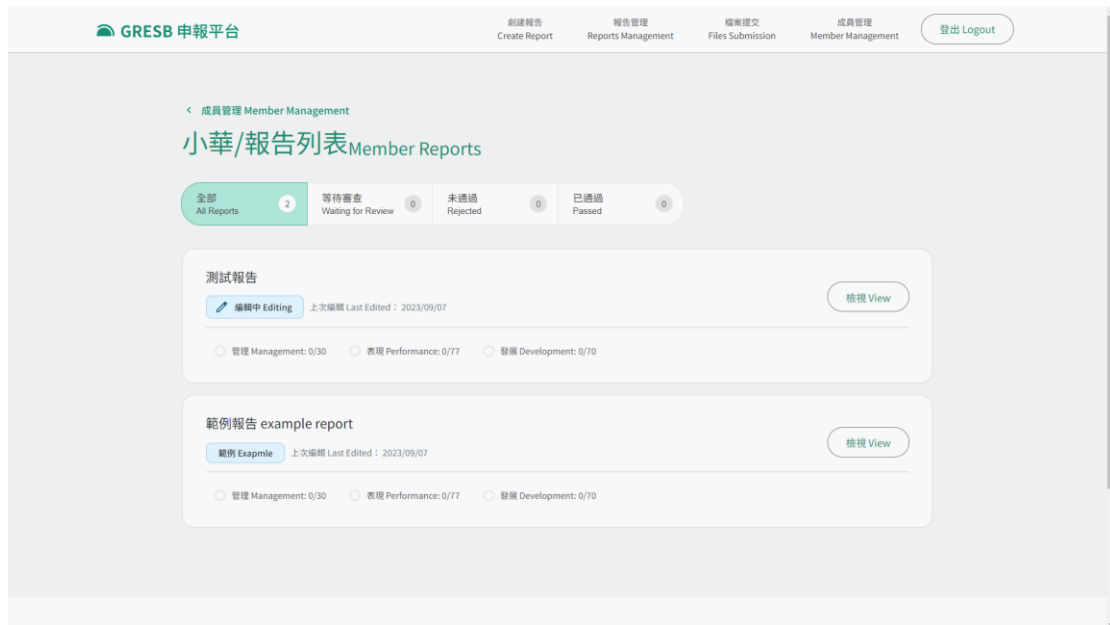 GRESB 申報平台
創建報告
Create Report
報告管理
Reports Management
檔案提交
Files Submission
成員管理
Member Management
登出 Logout
成員管理 Member Management
小華/報告列表Member Reports
全部
All Reports
2
等待審查
Waiting for Review
0
未通過
Rejected
0
已通過
Passed
0
測試報告
編輯中 Editing 上次編輯 Last Edited： 2023/09/07
檢視 View
管理 Management: 0/30 表現 Performance: 0/77 發展 Development: 0/70
範例報告 example report
範例 Exapmle 上次編輯 Last Edited： 2023/09/07
檢視 View
管理 Management: 0/30 表現 Performance: 0/77 發展 Development: 0/70